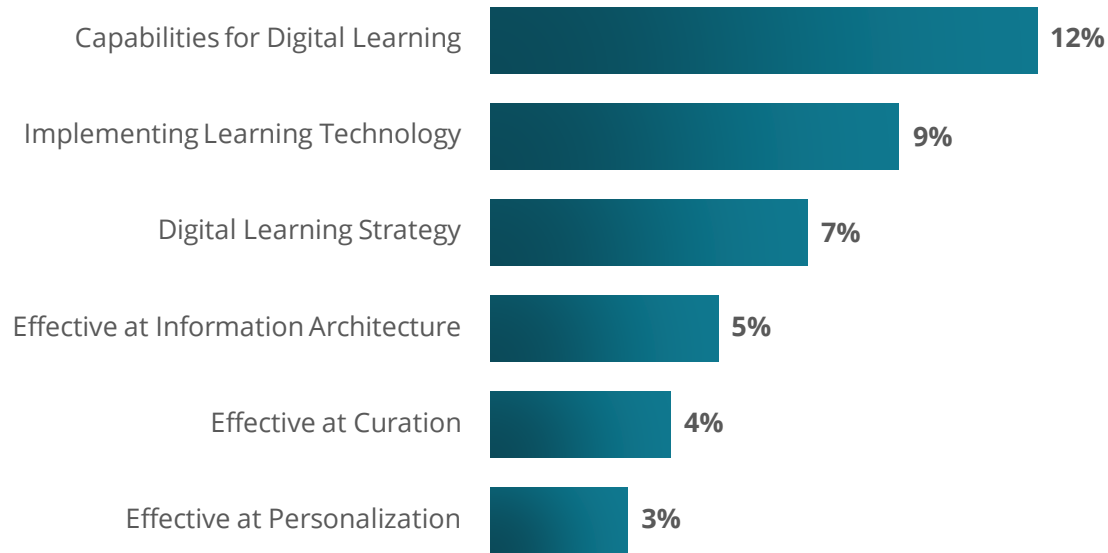 Capabilities for Digital Learning 12%
Implementing Learning Technology 9%
Digital Learning Strategy 7%
Effective at Information Architecture 5%
Effective at Curation 4%
Effective at Personalization 3%